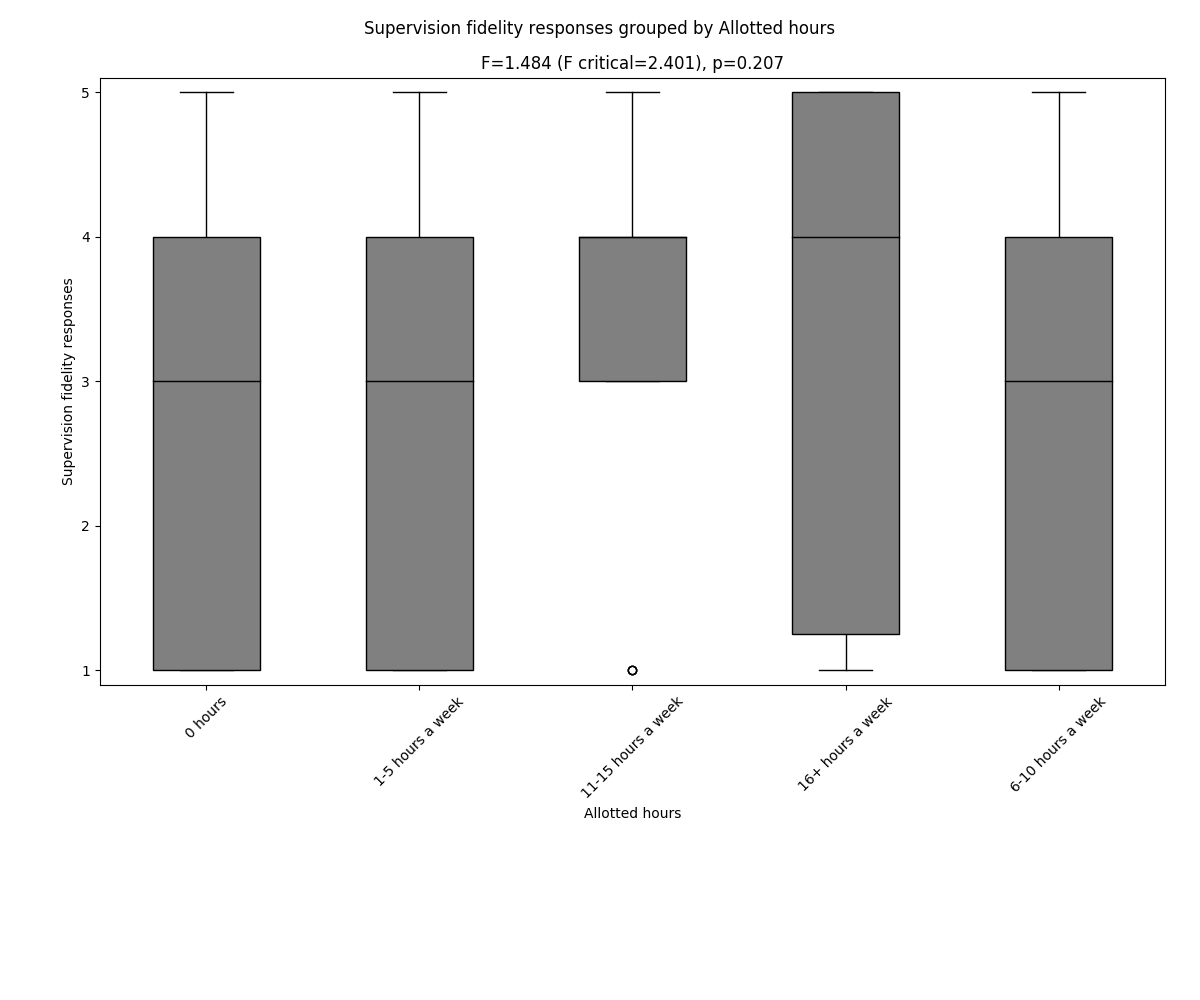 Supervision fidelity responses grouped by Allotted hours
F=1.484 (F critical=2.401), p=0.207
Supervision fidelity responses
5
4
3
2
1
0 hours
1-5 hours a week
11-15 hours a week
16+ hours a week
6-10 hours a week
Allotted hours